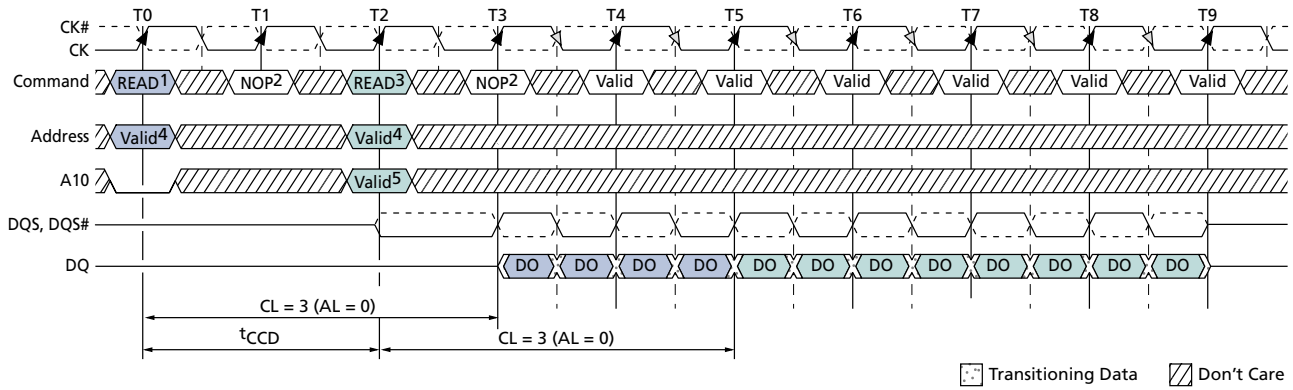 T0 T1 T2 T3 T4 T5 T6 T7 T8 T9
CK#
CK
Command READ1 NOP2 READ3 NOP2 Valid Valid Valid Valid Valid Valid
Address Valid4 Valid4
A10 Valid5
DQS, DQS#
DQ DO DO DO DO DO DO DO DO DO DO DO DO
CL = 3 (AL = 0)
tCCD CL = 3 (AL = 0)
Transitioning Data Don't Care